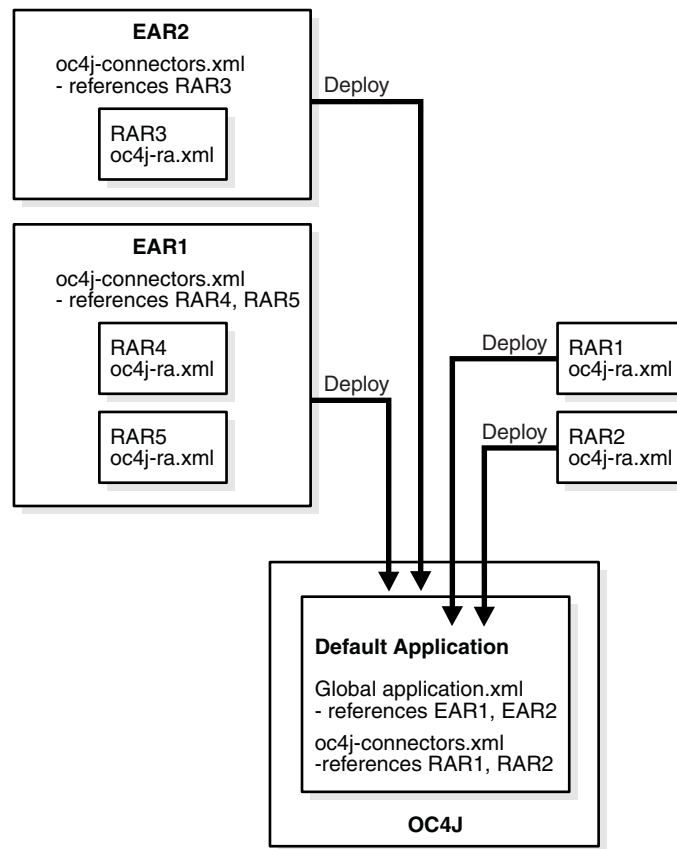 EAR2
oc4j-connectors.xml
- references RAR3
RAR3
oc4j-ra.xml
Deploy
EAR1
oc4j-connectors.xml
- references RAR4, RAR5
RAR4
oc4j-ra.xml
RAR5
oc4j-ra.xml
Deploy
Deploy
RAR1
oc4j-ra.xml
Deploy
RAR2
oc4j-ra.xml
Default Application
Global application.xml
- references EAR1, EAR2
oc4j-connectors.xml
-references RAR1, RAR2
OC4J